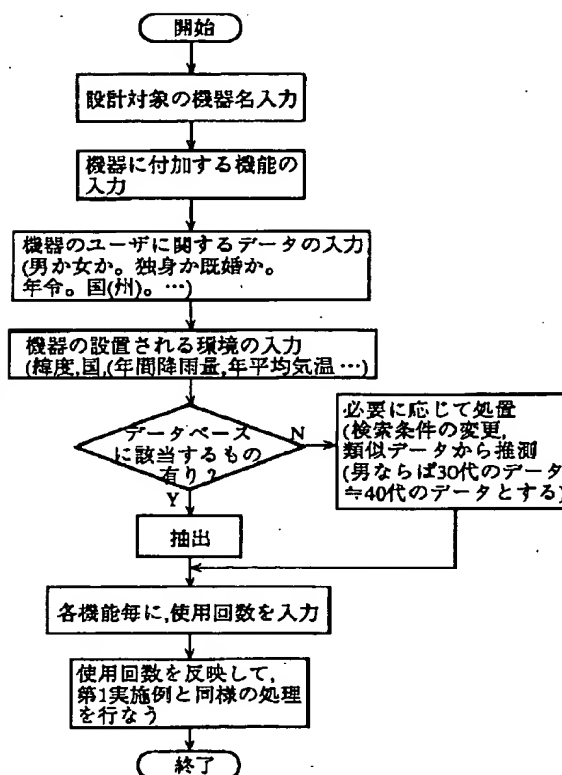 開始
設計対象の機器名入力
機器に付加する機能の
入力
機器のユーザに関するデータの入力
(男か女か。独身か既婚か。
年令。国(州)。…)
機器の設置される環境の入力
(緯度,国,(年間降雨量,年平均気温…)
データベース
に該当するもの
有り？
N
Y
必要に応じて処置
(検索条件の変更,
類似データから推測
(男ならば30代のデータ
≒40代のデータとする)
抽出
各機能毎に,使用回数を入力
使用回数を反映して,
第1実施例と同様の処理
を行なう
終了